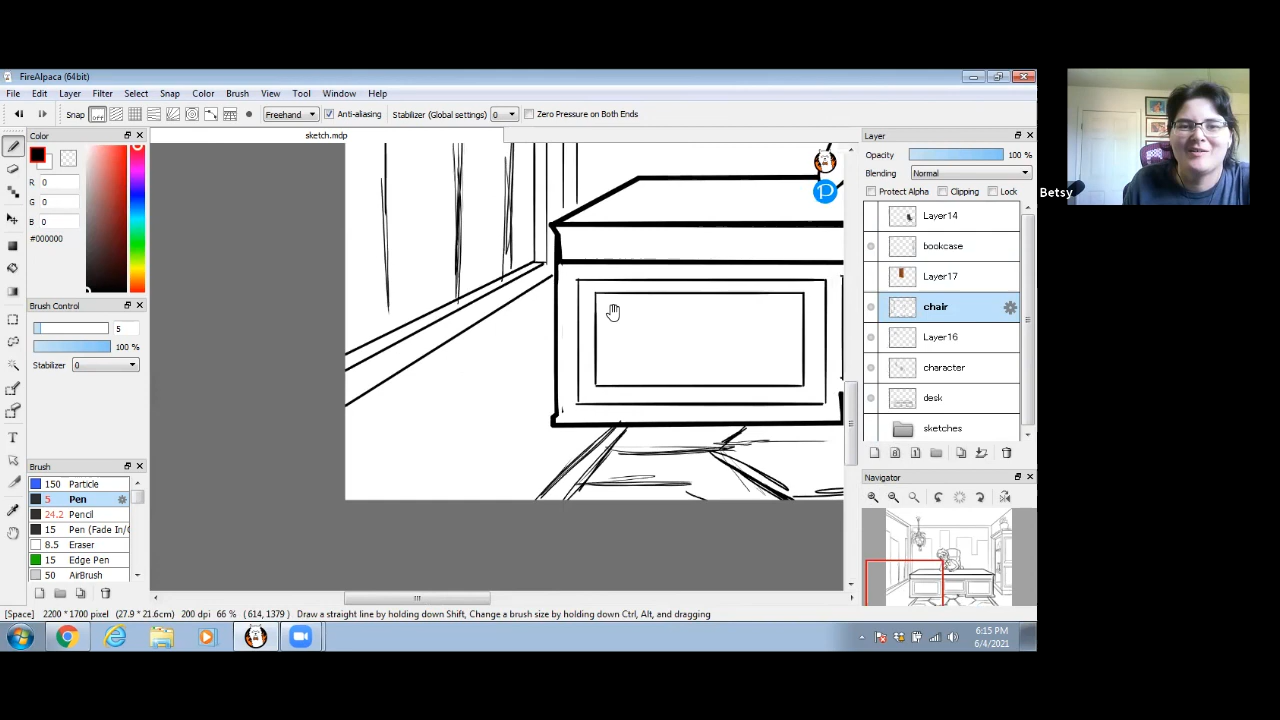 FireAlpaca (64bit)
File Edit Layer Filter Select Snap Color Brush View Tool Window Help
Snap OFF Freehand Anti-aliasing Stabilizer (Global settings) 0 Zero Pressure on Both Ends
Color
sketch.mdp
Layer
Opacity 100 %
Blending Normal
Protect Alpha Clipping Lock
R 0
G 0
B 0
#000000
Layer14
bookcase
Layer17
chair
Layer16
character
desk
sketches
Brush Control
5
100 %
Stabilizer 0
Brush
150 Particle
5 Pen
24.2 Pencil
15 Pen (Fade In/O
8.5 Eraser
15 Edge Pen
50 AirBrush
Navigator
[Space] 2200 * 1700 pixel (27.9 * 21.6cm) 200 dpi 66 % (614, 1379) Draw a straight line by holding down Shift, Change a brush size by holding down Ctrl, Alt, and dragging
6:15 PM
6/4/2021
Betsy